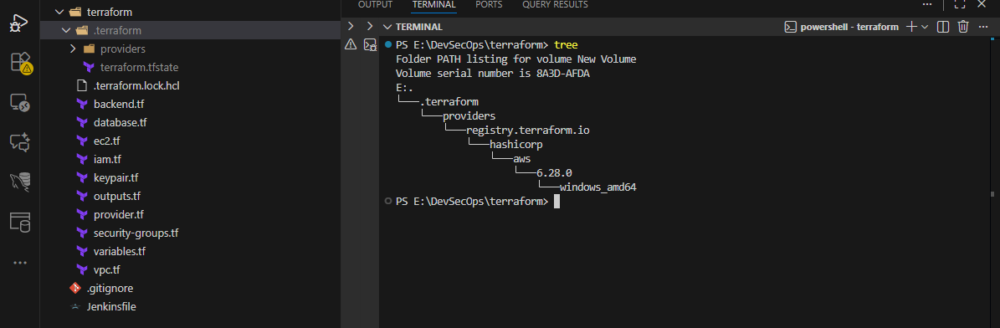 terraform
.terraform
providers
terraform.tfstate
.terraform.lock.hcl
backend.tf
database.tf
ec2.tf
iam.tf
keypair.tf
outputs.tf
provider.tf
security-groups.tf
variables.tf
vpc.tf
.gitignore
Jenkinsfile
OUTPUT TERMINAL PORTS QUERY RESULTS
TERMINAL
powershell - terraform
PS E:\DevSecOps\terraform> tree
Folder PATH listing for volume New Volume
Volume serial number is 8A3D-AFDA
E:.
└───.terraform
    └───providers
        └───registry.terraform.io
            └───hashicorp
                └───aws
                    └───6.28.0
                        └───windows_amd64
PS E:\DevSecOps\terraform>